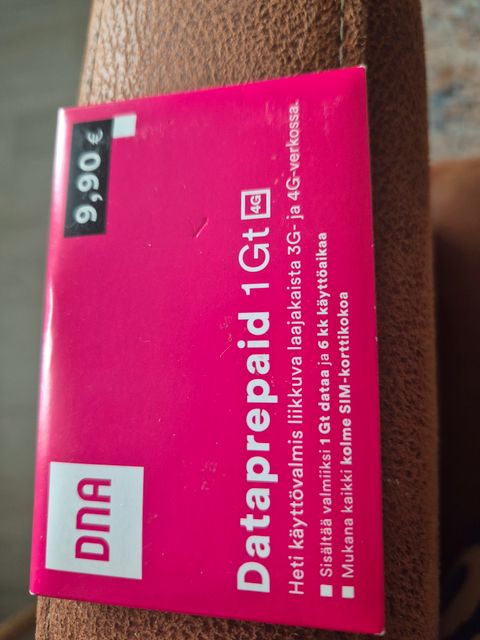 DNA
9,90 €
Dataprepaid 1 Gt 4G
Heti käyttövalmis liikkuva laajakaista 3G- ja 4G-verkossa.
Sisältää valmiiksi 1 Gt dataa ja 6 kk käyttöaikaa
Mukana kaikki kolme SIM-korttikokoa